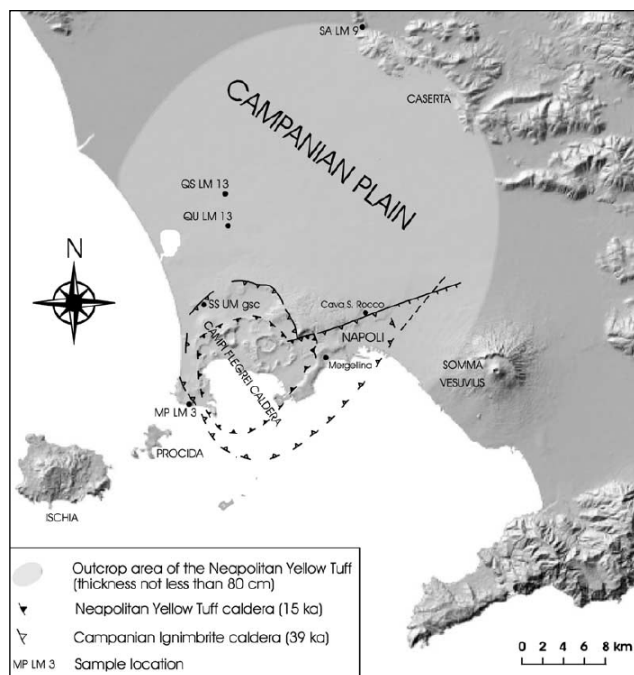 SA LM 9
CASERTA
CAMPANIAN PLAIN
QS LM 13
QU LM 13
N
SS UM gsc
Cava S. Rocco
NAPOLI
CAMPI FLEGREI CALDERA
Mergellina
SOMMA
VESUVIUS
MP LM 3
PROCIDA
ISCHIA
Outcrop area of the Neapolitan Yellow Tuff
(thickness not less than 80 cm)
Neapolitan Yellow Tuff caldera (15 ka)
Campanian Ignimbrite caldera (39 ka)
MP LM 3 Sample location
0 2 4 6 8 km